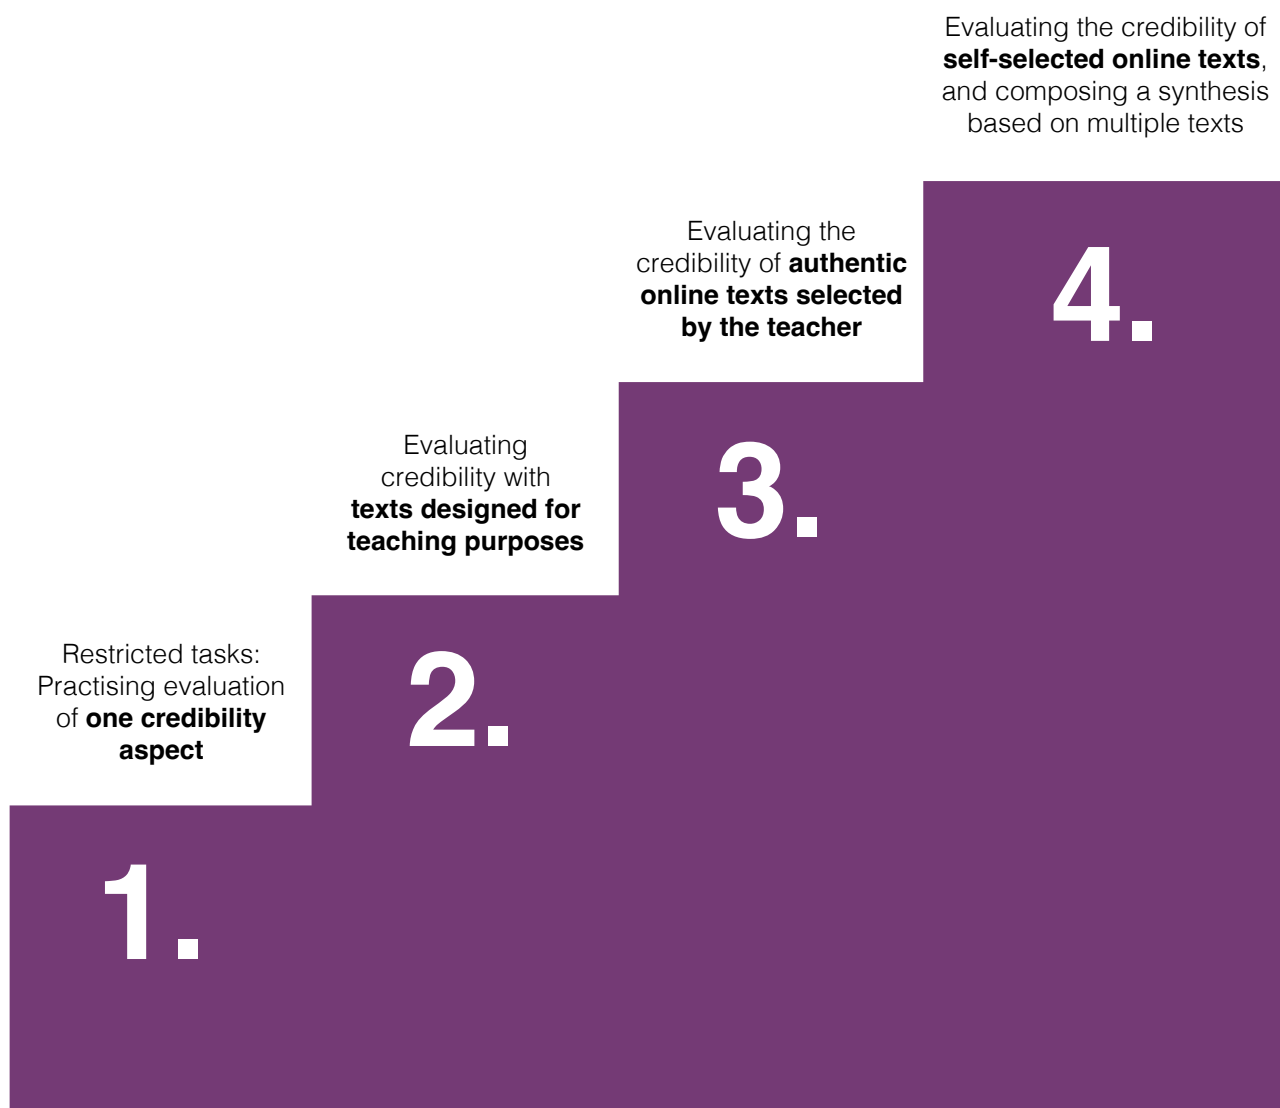 Evaluating the credibility of
self-selected online texts,
and composing a synthesis
based on multiple texts
4.
Evaluating the
credibility of authentic
online texts selected
by the teacher
3.
Evaluating
credibility with
texts designed for
teaching purposes
2.
Restricted tasks:
Practising evaluation
of one credibility
aspect
1.